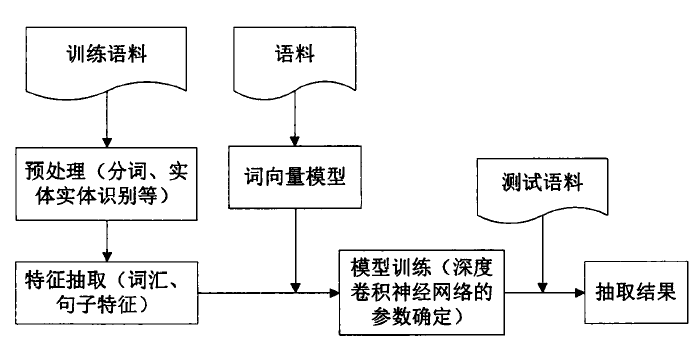 训练语料
语料
预处理（分词、实
体实体识别等）
词向量模型
测试语料
特征抽取（词汇、
句子特征）
模型训练（深度
卷积神经网络的
参数确定）
抽取结果